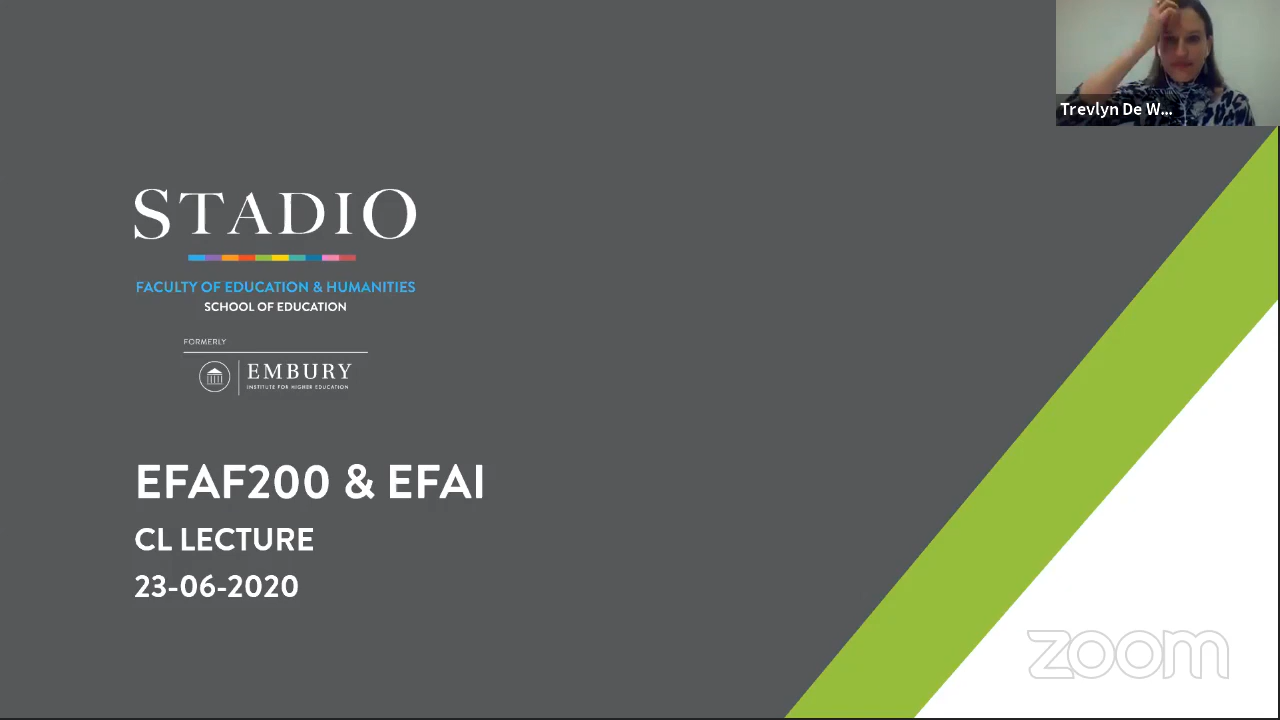 Trevlyn De W...
STADIO
FACULTY OF EDUCATION & HUMANITIES
SCHOOL OF EDUCATION
FORMERLY
EMBURY
INSTITUTE FOR HIGHER EDUCATION
EFAF200 & EFAI
CL LECTURE
23-06-2020
zoom